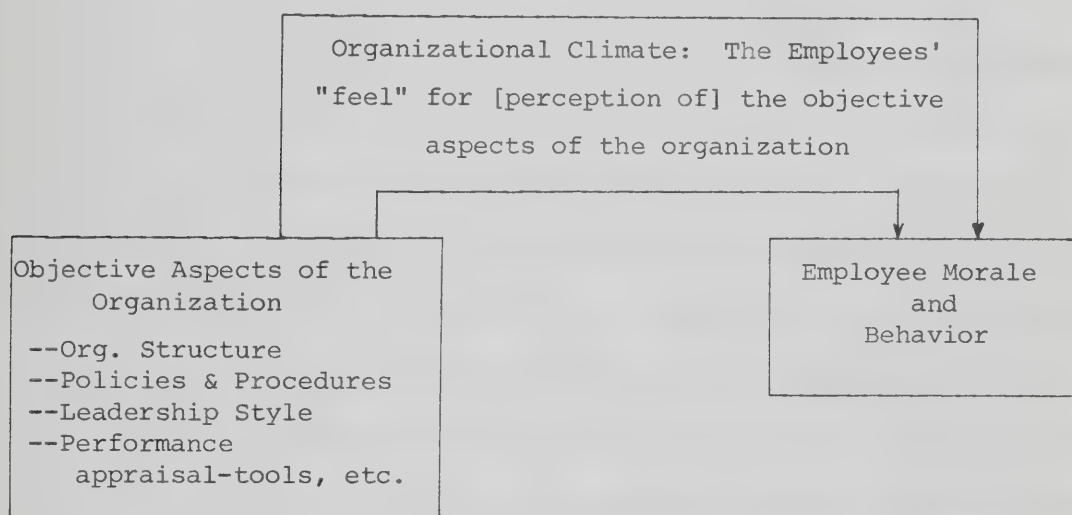 Organizational Climate: The Employees'
"feel" for [perception of] the objective
aspects of the organization
Objective Aspects of the
Organization
--Org. Structure
--Policies & Procedures
--Leadership Style
--Performance
appraisal-tools, etc.
Employee Morale
and
Behavior